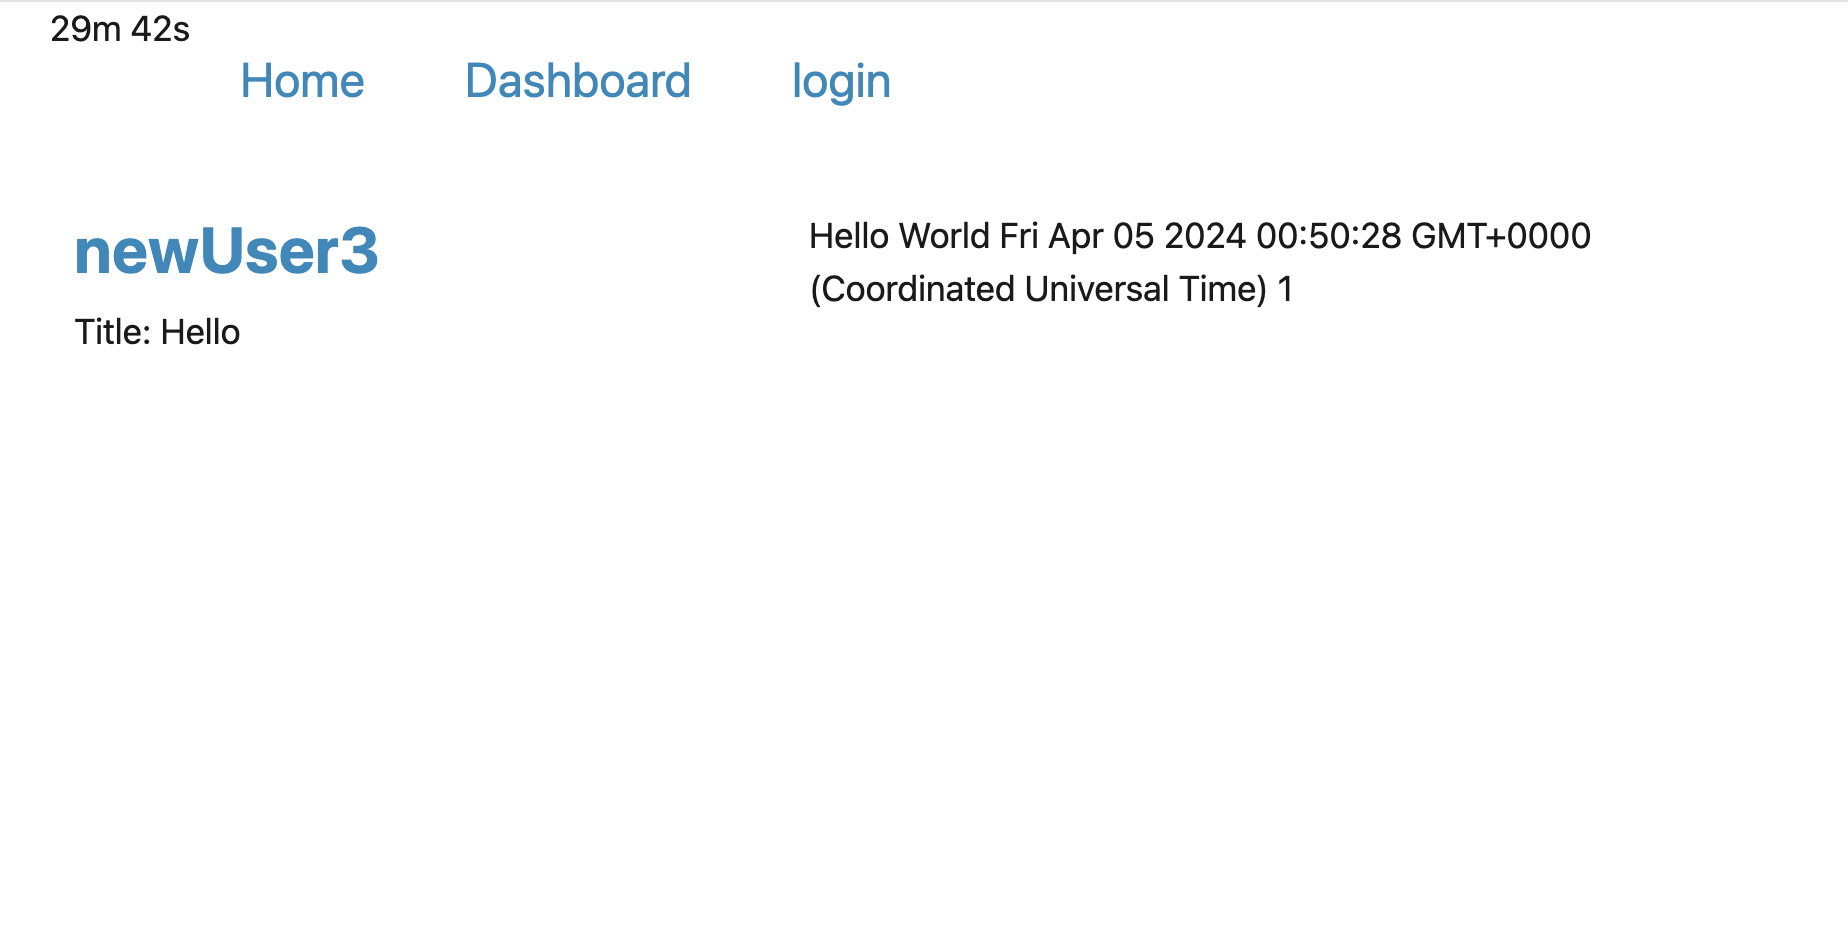 29m 42s
Home Dashboard login
newUser3
Title: Hello
Hello World Fri Apr 05 2024 00:50:28 GMT+0000
(Coordinated Universal Time) 1